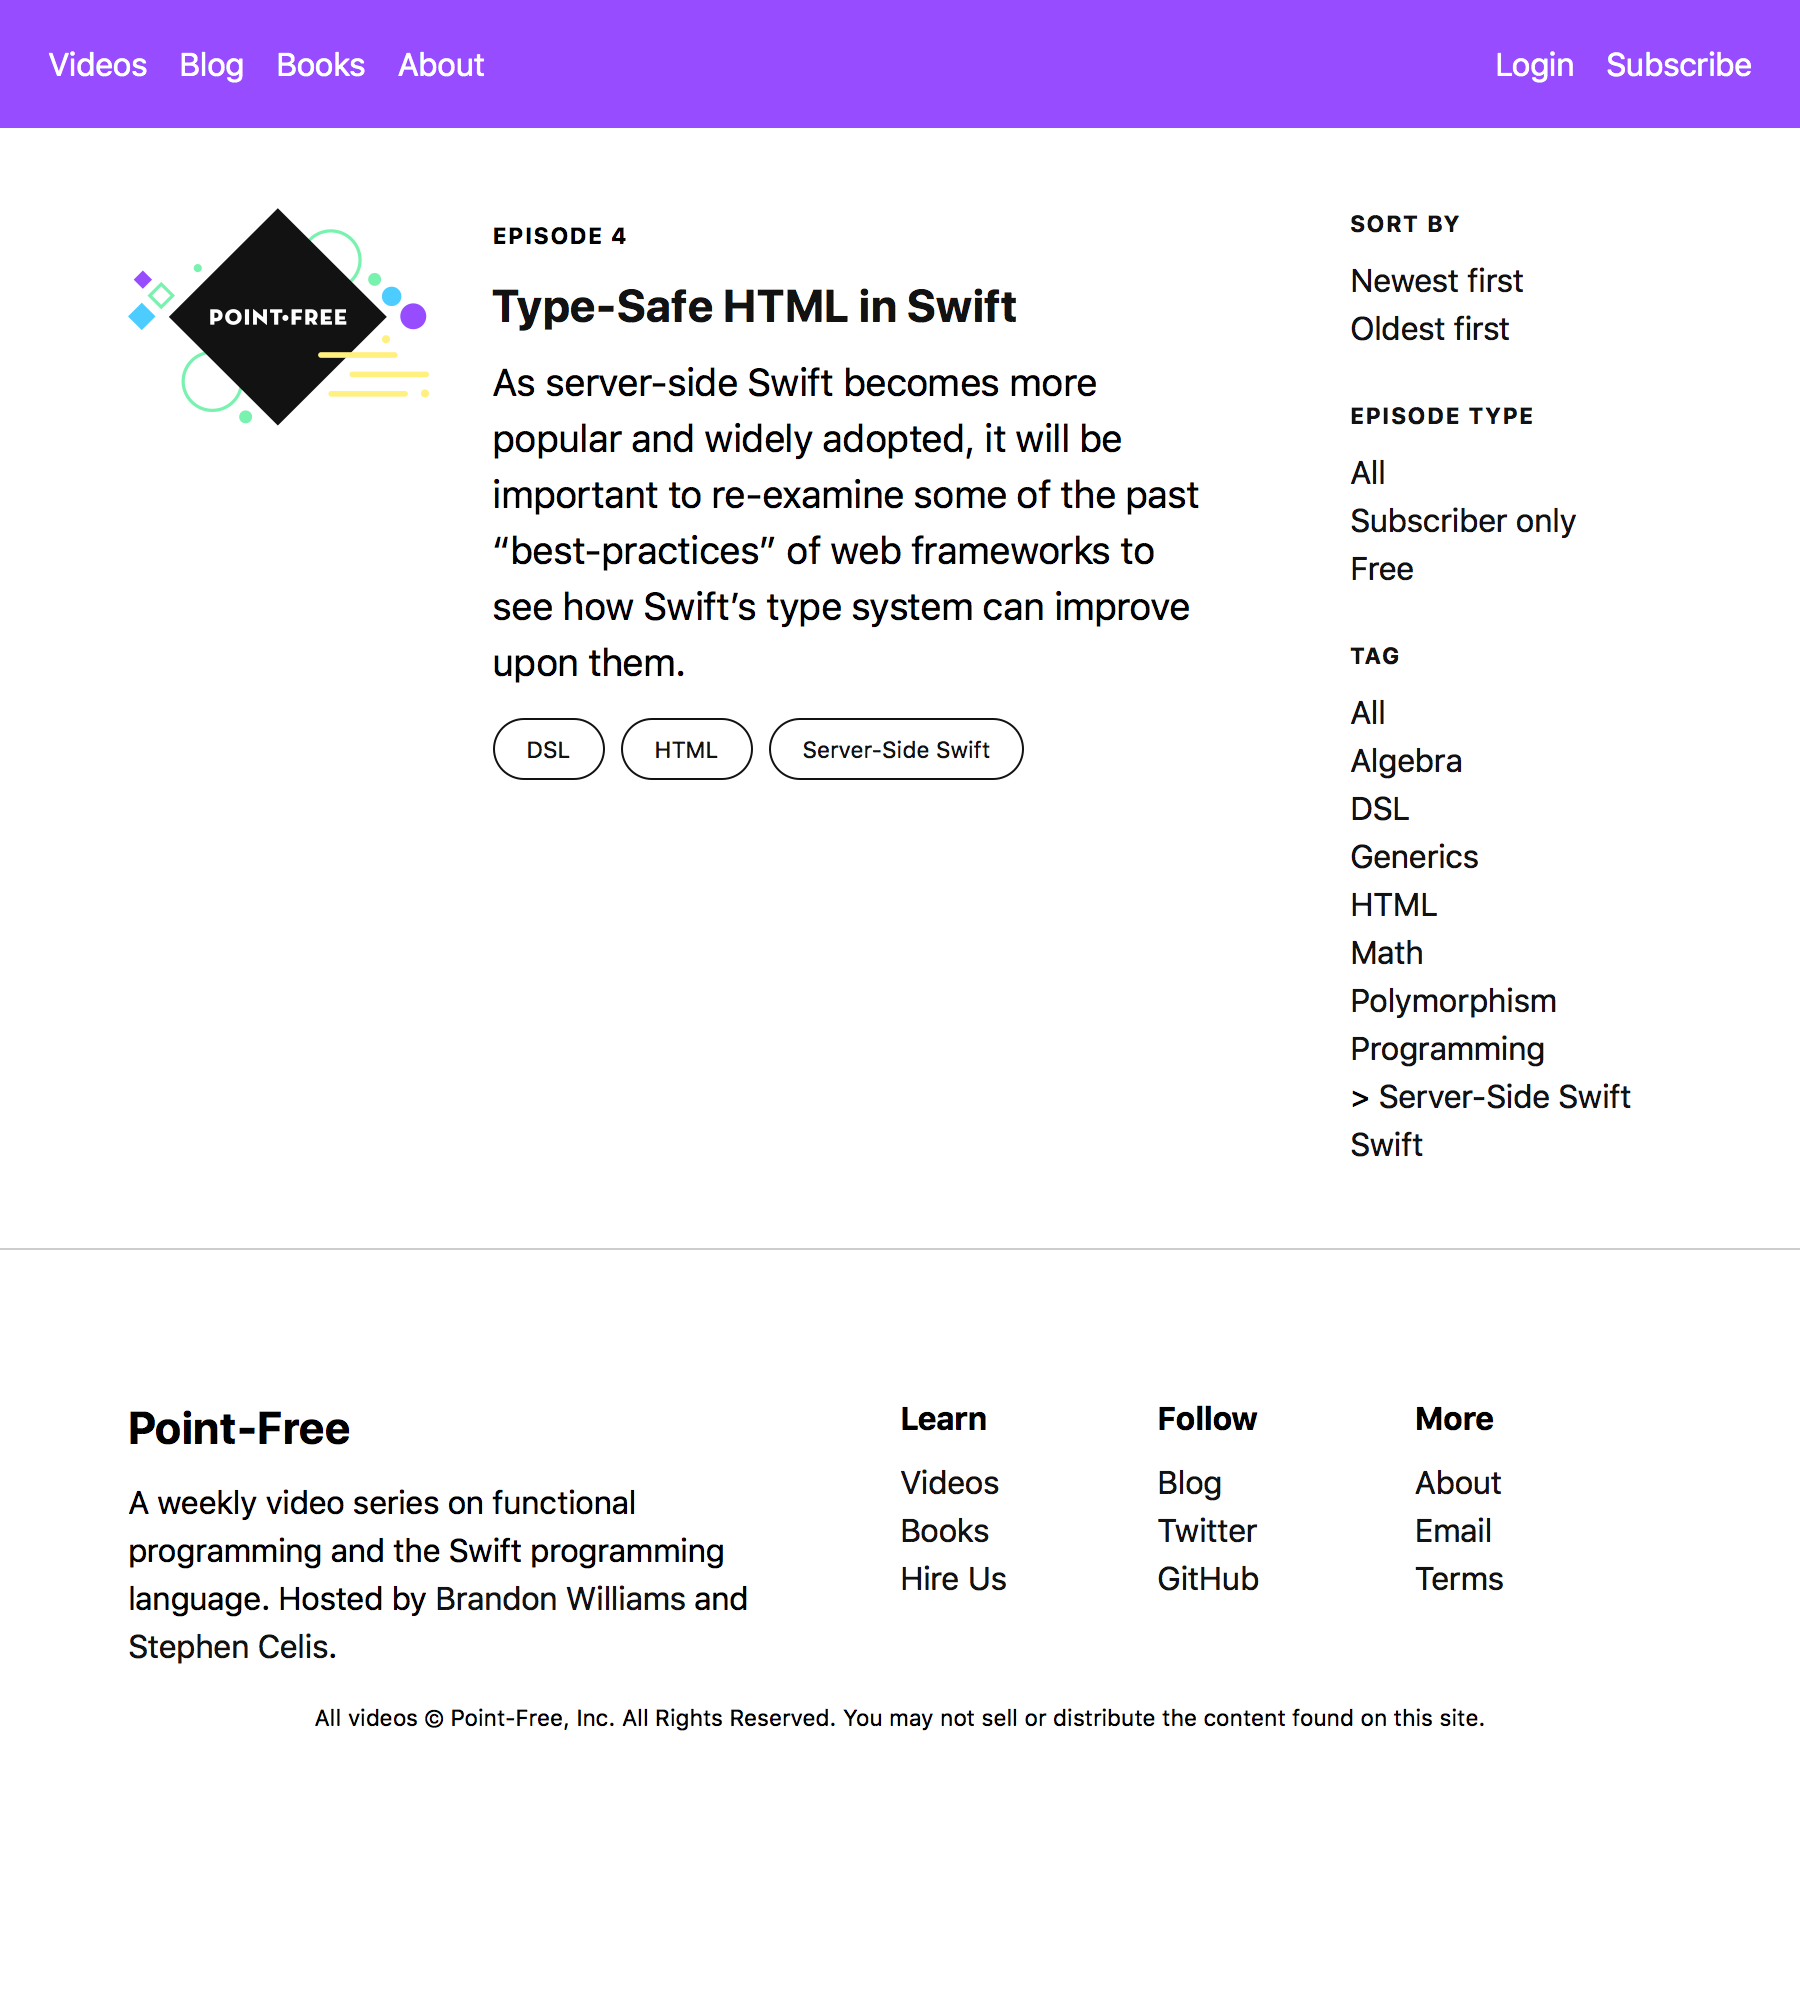 Videos Blog Books About Login Subscribe
POINT•FREE
EPISODE 4
Type-Safe HTML in Swift
As server-side Swift becomes more
popular and widely adopted, it will be
important to re-examine some of the past
“best-practices” of web frameworks to
see how Swift’s type system can improve
upon them.
DSL HTML Server-Side Swift
SORT BY
Newest first
Oldest first
EPISODE TYPE
All
Subscriber only
Free
TAG
All
Algebra
DSL
Generics
HTML
Math
Polymorphism
Programming
> Server-Side Swift
Swift
Point-Free
A weekly video series on functional
programming and the Swift programming
language. Hosted by Brandon Williams and
Stephen Celis.
Learn
Videos
Books
Hire Us
Follow
Blog
Twitter
GitHub
More
About
Email
Terms
All videos © Point-Free, Inc. All Rights Reserved. You may not sell or distribute the content found on this site.